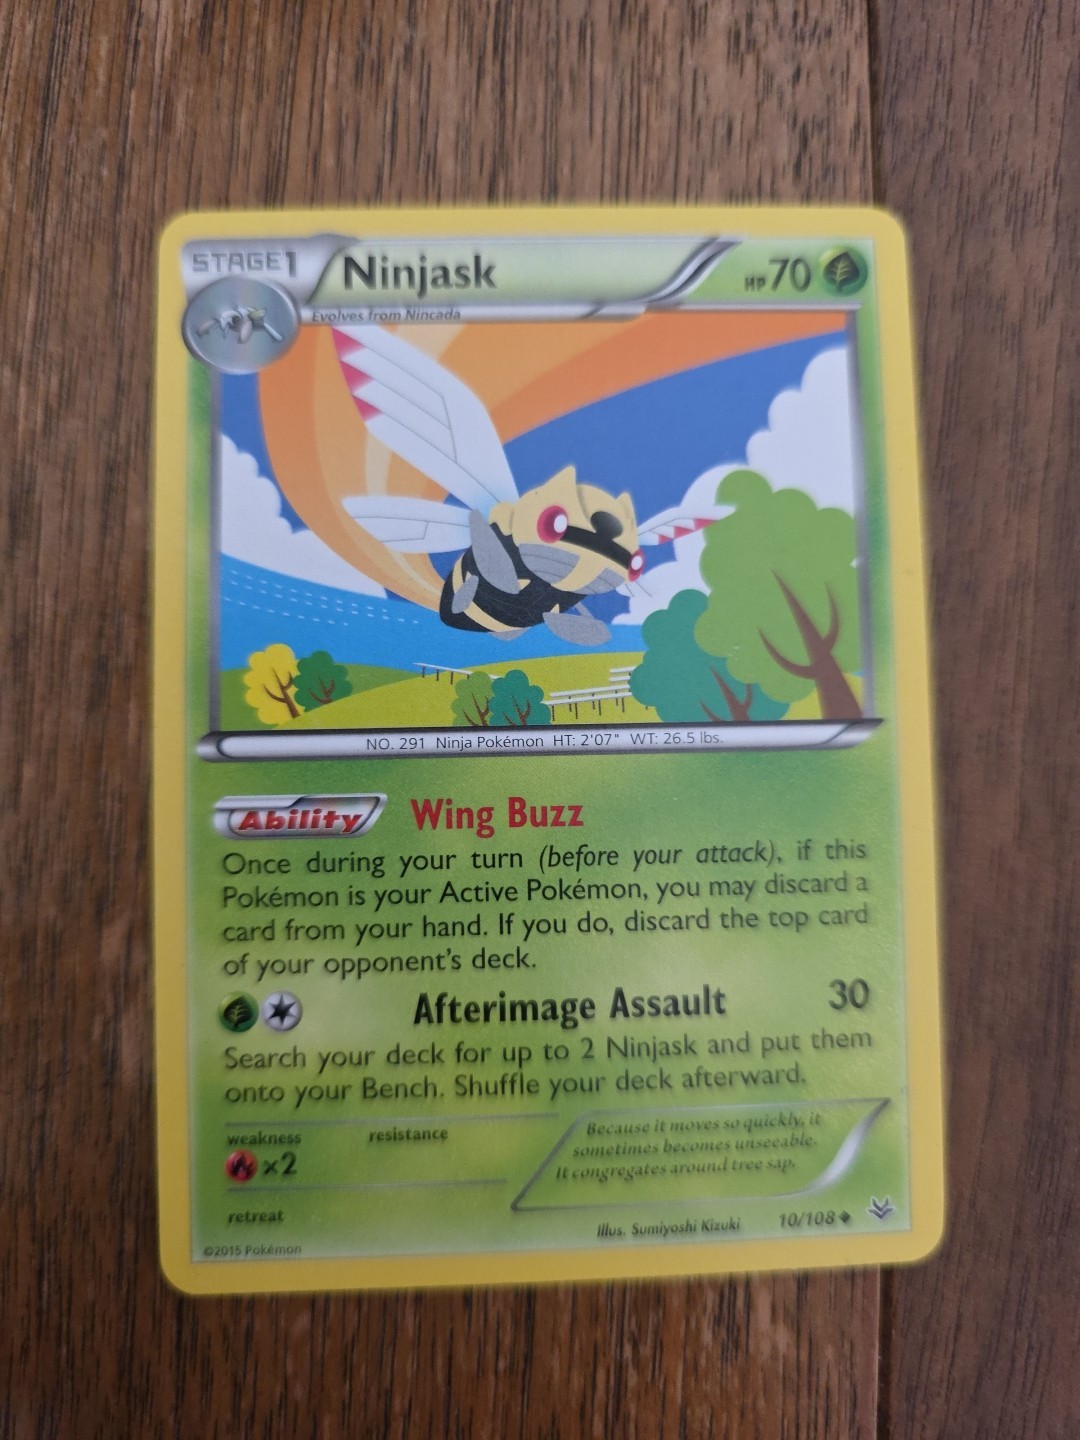 STAGE1 Ninjask HP70
Evolves from Nincada
NO. 291 Ninja Pokémon HT: 2'07" WT: 26.5 lbs.
Ability Wing Buzz
Once during your turn (before your attack), if this
Pokémon is your Active Pokémon, you may discard a
card from your hand. If you do, discard the top card
of your opponent's deck.
Afterimage Assault 30
Search your deck for up to 2 Ninjask and put them
onto your Bench. Shuffle your deck afterward.
weakness resistance
×2
retreat
Because it moves so quickly, it
sometimes becomes unseeable.
It congregates around tree sap.
Illus. Sumiyoshi Kizuki 10/108
©2015 Pokémon